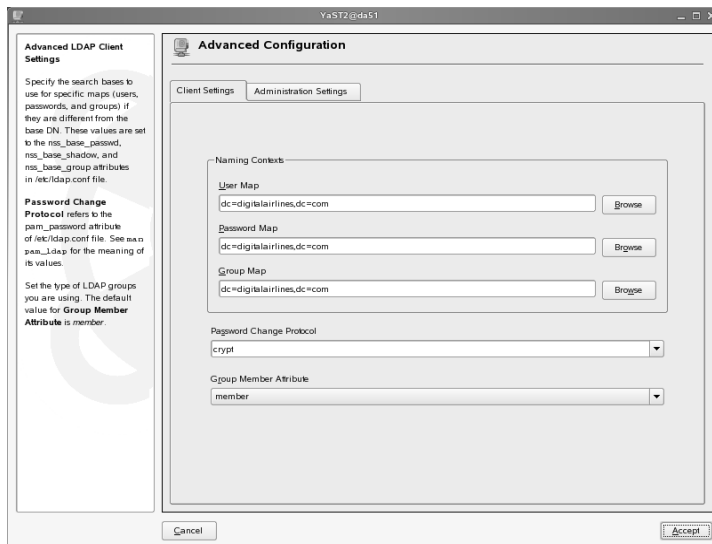 YaST2@da51
Advanced LDAP Client
Settings
Specify the search bases to
use for specific maps (users,
passwords, and groups) if
they are different from the
base DN. These values are set
to the nss_base_passwd,
nss_base_shadow, and
nss_base_group attributes
in /etc/ldap.conf file.
Password Change
Protocol refers to the
pam_password attribute
of /etc/ldap.conf file. See man
pam_ldap for the meaning of
its values.
Set the type of LDAP groups
you are using. The default
value for Group Member
Attribute is member.
Advanced Configuration
Client Settings
Administration Settings
Naming Contexts
User Map
dc=digitalairlines,dc=com
Browse
Password Map
dc=digitalairlines,dc=com
Browse
Group Map
dc=digitalairlines,dc=com
Browse
Password Change Protocol
crypt
Group Member Attribute
member
Cancel
Accept